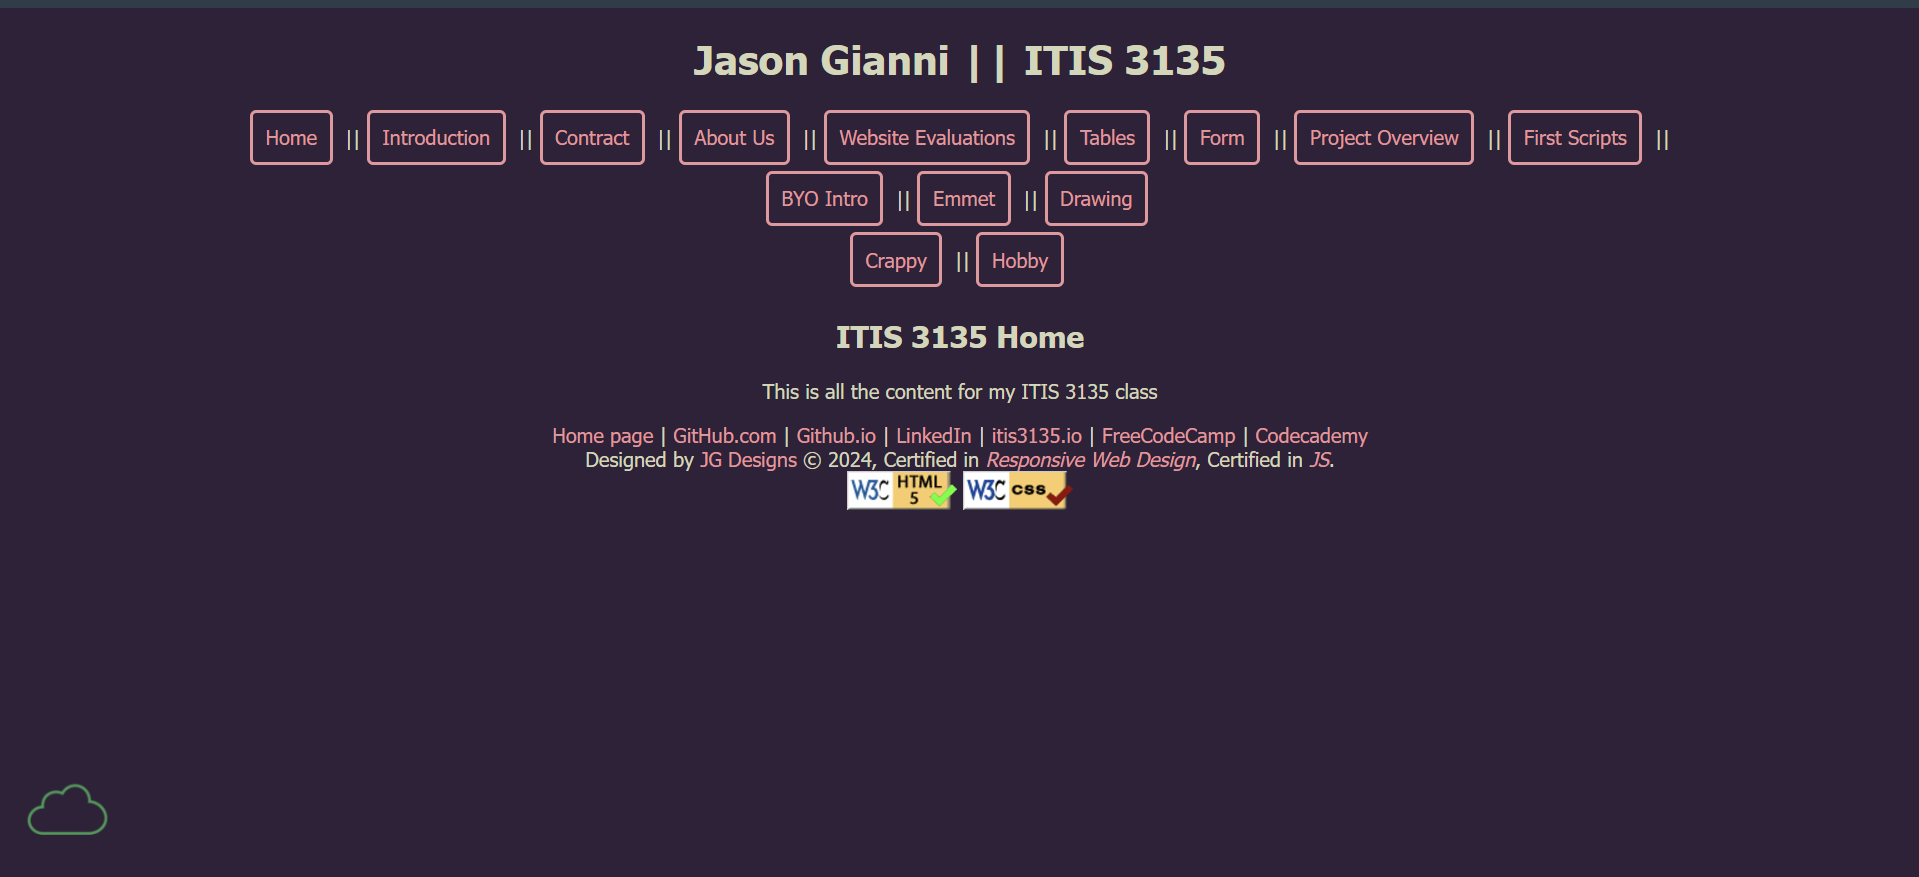 Jason Gianni || ITIS 3135
Home || Introduction || Contract || About Us || Website Evaluations || Tables || Form || Project Overview || First Scripts ||
BYO Intro || Emmet || Drawing
Crappy || Hobby
ITIS 3135 Home
This is all the content for my ITIS 3135 class
Home page | GitHub.com | Github.io | LinkedIn | itis3135.io | FreeCodeCamp | Codecademy
Designed by JG Designs © 2024, Certified in Responsive Web Design, Certified in JS.
W3C HTML 5 W3C css